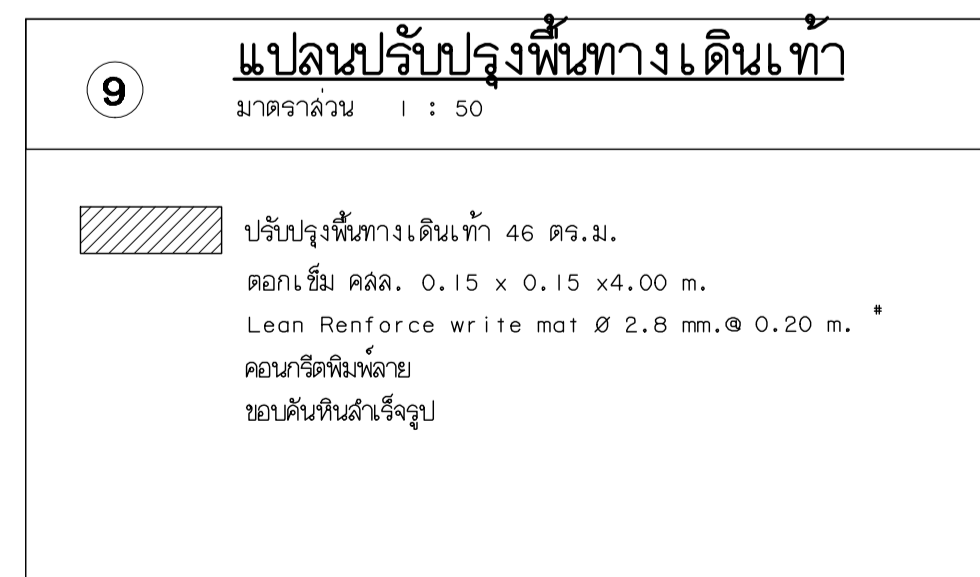 9
แปลนปรับปรุงพื้นทางเดินเท้า
มาตราส่วน 1 : 50
ปรับปรุงพื้นทางเดินเท้า 46 ตร.ม.
ตอกเข็ม คสล. 0.15 x 0.15 x4.00 m.
Lean Renforce write mat Ø 2.8 mm.@ 0.20 m. #
คอนกรีตพิมพ์ลาย
ขอบคันหินสำเร็จรูป